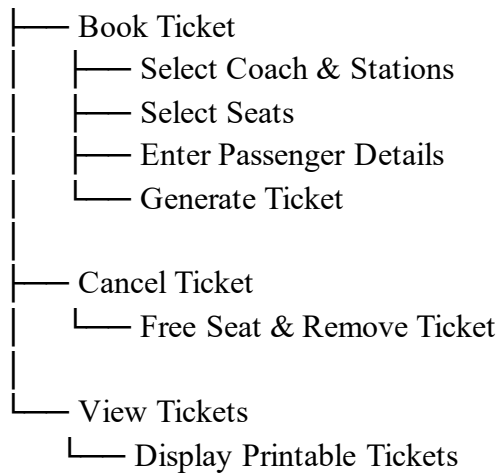 Book Ticket
Select Coach & Stations
Select Seats
Enter Passenger Details
Generate Ticket
Cancel Ticket
Free Seat & Remove Ticket
View Tickets
Display Printable Tickets